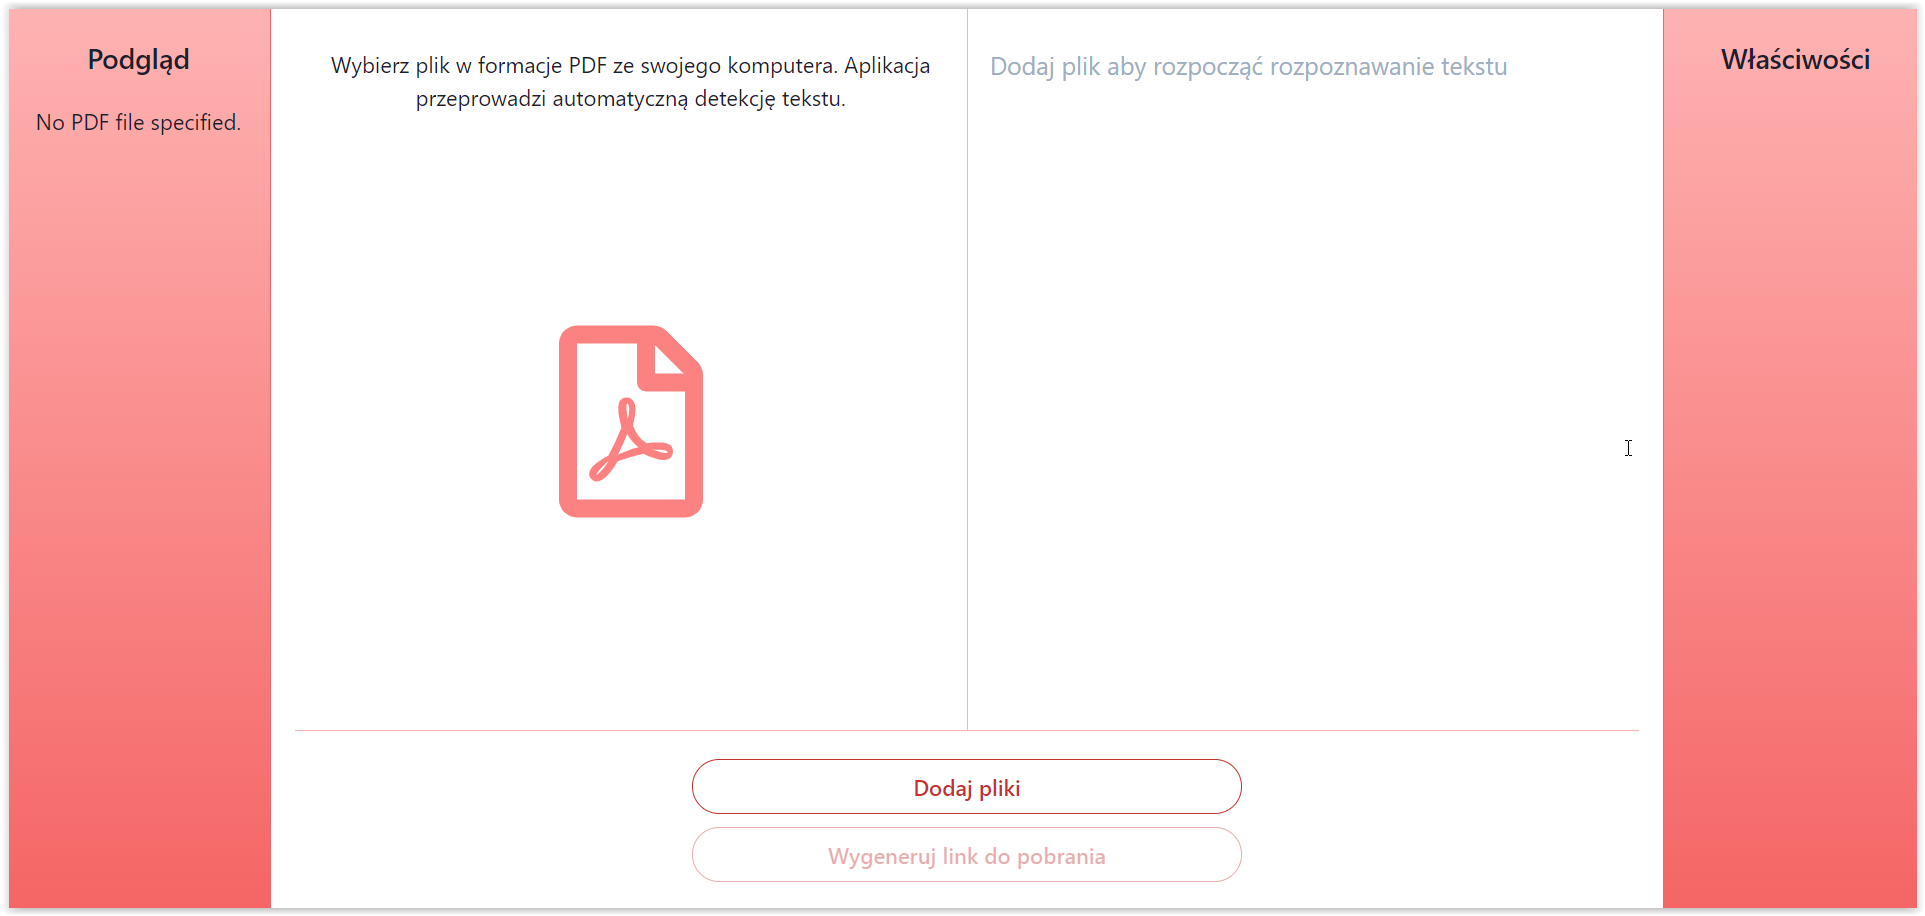 Podgląd
No PDF file specified.
Wybierz plik w formacje PDF ze swojego komputera. Aplikacja
przeprowadzi automatyczną detekcję tekstu.
Dodaj plik aby rozpocząć rozpoznawanie tekstu
Właściwości
Dodaj pliki
Wygeneruj link do pobrania